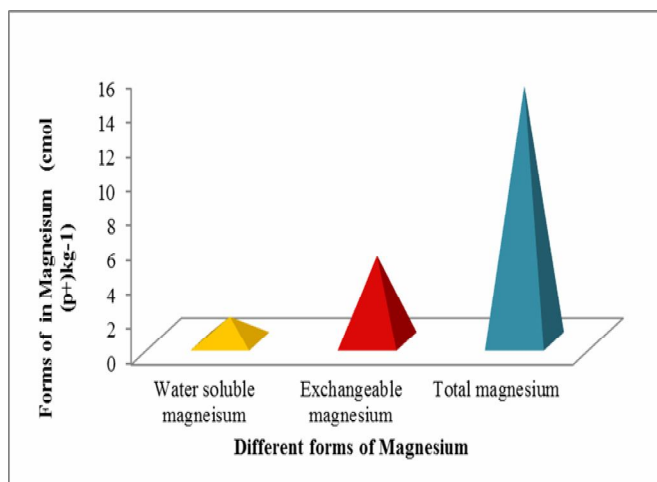 Forms of in Magneisum (cmol
(p+)kg-1)
16
14
12
10
8
6
4
2
0
Water soluble
magneisum
Exchangeable
magnesium
Total magnesium
Different forms of Magnesium